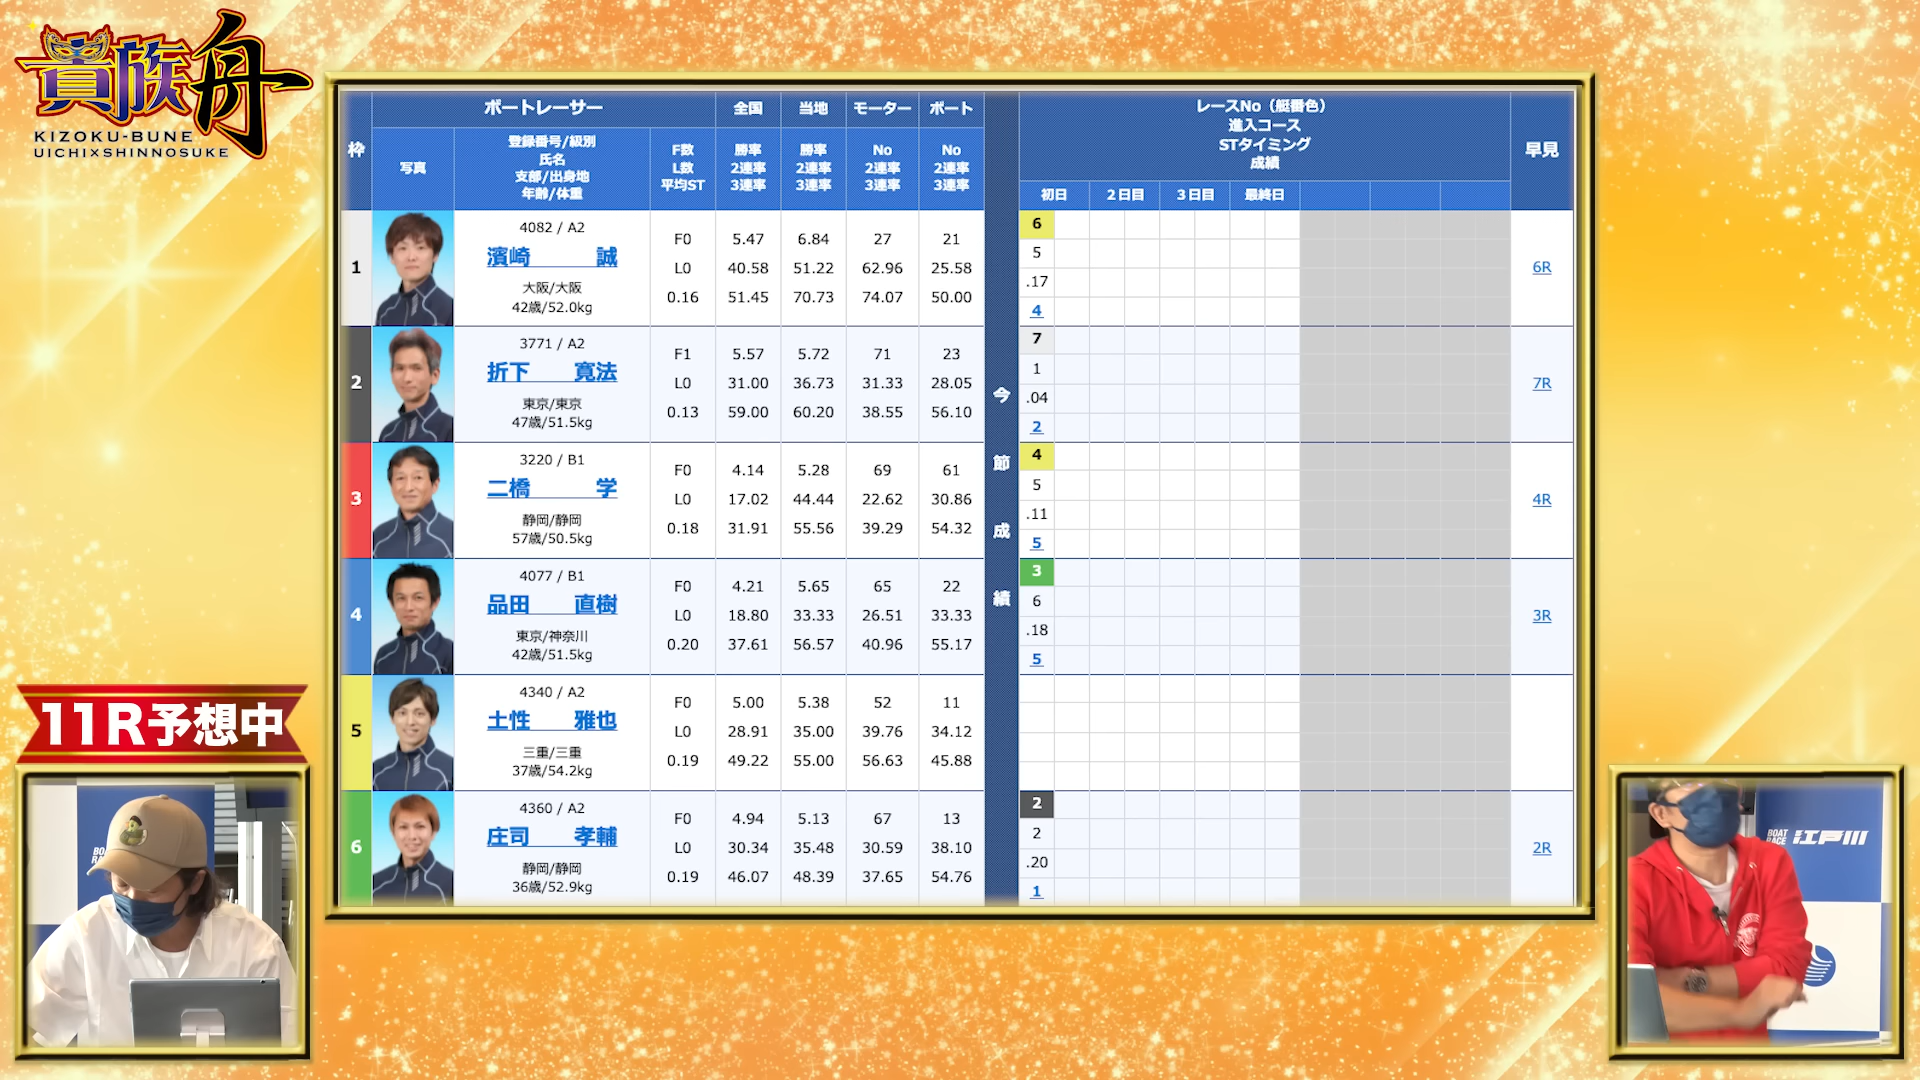 貴族舟
KIZOKU-BUNE
UICHI×SHINNOSUKE
枠 ボートレーサー 全国 当地 モーター ボート
写真 登録番号/級別 氏名 支部/出身地 年齢/体重
F数 L数 平均ST
勝率 2連率 3連率
勝率 2連率 3連率
No 2連率 3連率
No 2連率 3連率
今節成績
レースNo（艇番色）
進入コース
STタイミング
成績
初日 2日目 3日目 最終日
早見
1
4082 / A2
濱崎 誠
大阪/大阪
42歳/52.0kg
F0 5.47 6.84 27 21
L0 40.58 51.22 62.96 25.58
0.16 51.45 70.73 74.07 50.00
6
5
.17
4
6R
2
3771 / A2
折下 寛法
東京/東京
47歳/51.5kg
F1 5.57 5.72 71 23
L0 31.00 36.73 31.33 28.05
0.13 59.00 60.20 38.55 56.10
7
1
.04
2
7R
3
3220 / B1
二橋 学
静岡/静岡
57歳/50.5kg
F0 4.14 5.28 69 61
L0 17.02 44.44 22.62 30.86
0.18 31.91 55.56 39.29 54.32
4
5
.11
5
4R
4
4077 / B1
品田 直樹
東京/神奈川
42歳/51.5kg
F0 4.21 5.65 65 22
L0 18.80 33.33 26.51 33.33
0.20 37.61 56.57 40.96 55.17
3
6
.18
5
3R
5
4340 / A2
土性 雅也
三重/三重
37歳/54.2kg
F0 5.00 5.38 52 11
L0 28.91 35.00 39.76 34.12
0.19 49.22 55.00 56.63 45.88
6
4360 / A2
庄司 孝輔
静岡/静岡
36歳/52.9kg
F0 4.94 5.13 67 13
L0 30.34 35.48 30.59 38.10
0.19 46.07 48.39 37.65 54.76
2
2
.20
1
2R
11R予想中
BOAT RACE 江戸川